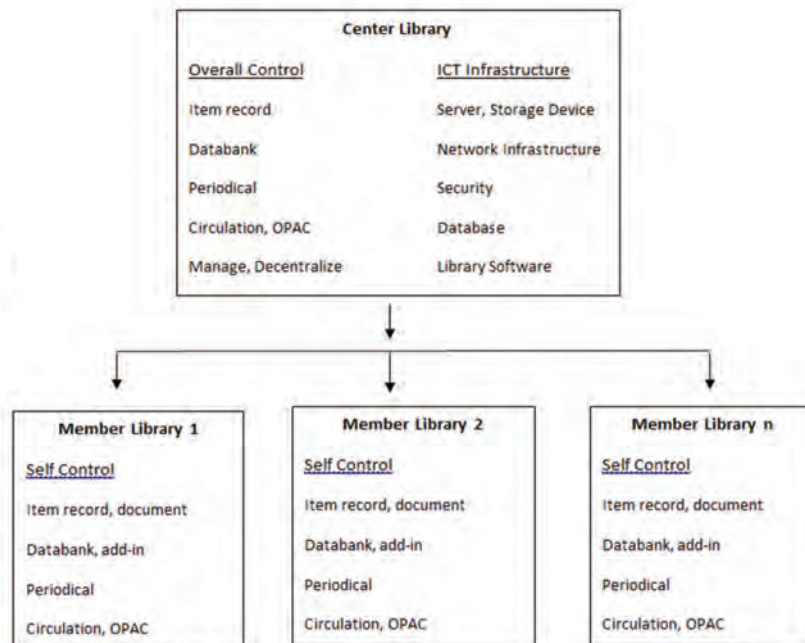 Center Library
Overall Control
Item record
Databank
Periodical
Circulation, OPAC
Manage, Decentralize
ICT Infrastructure
Server, Storage Device
Network Infrastructure
Security
Database
Library Software
Member Library 1
Self Control
Item record, document
Databank, add-in
Periodical
Circulation, OPAC
Member Library 2
Self Control
Item record, document
Databank, add-in
Periodical
Circulation, OPAC
Member Library n
Self Control
Item record, document
Databank, add-in
Periodical
Circulation, OPAC